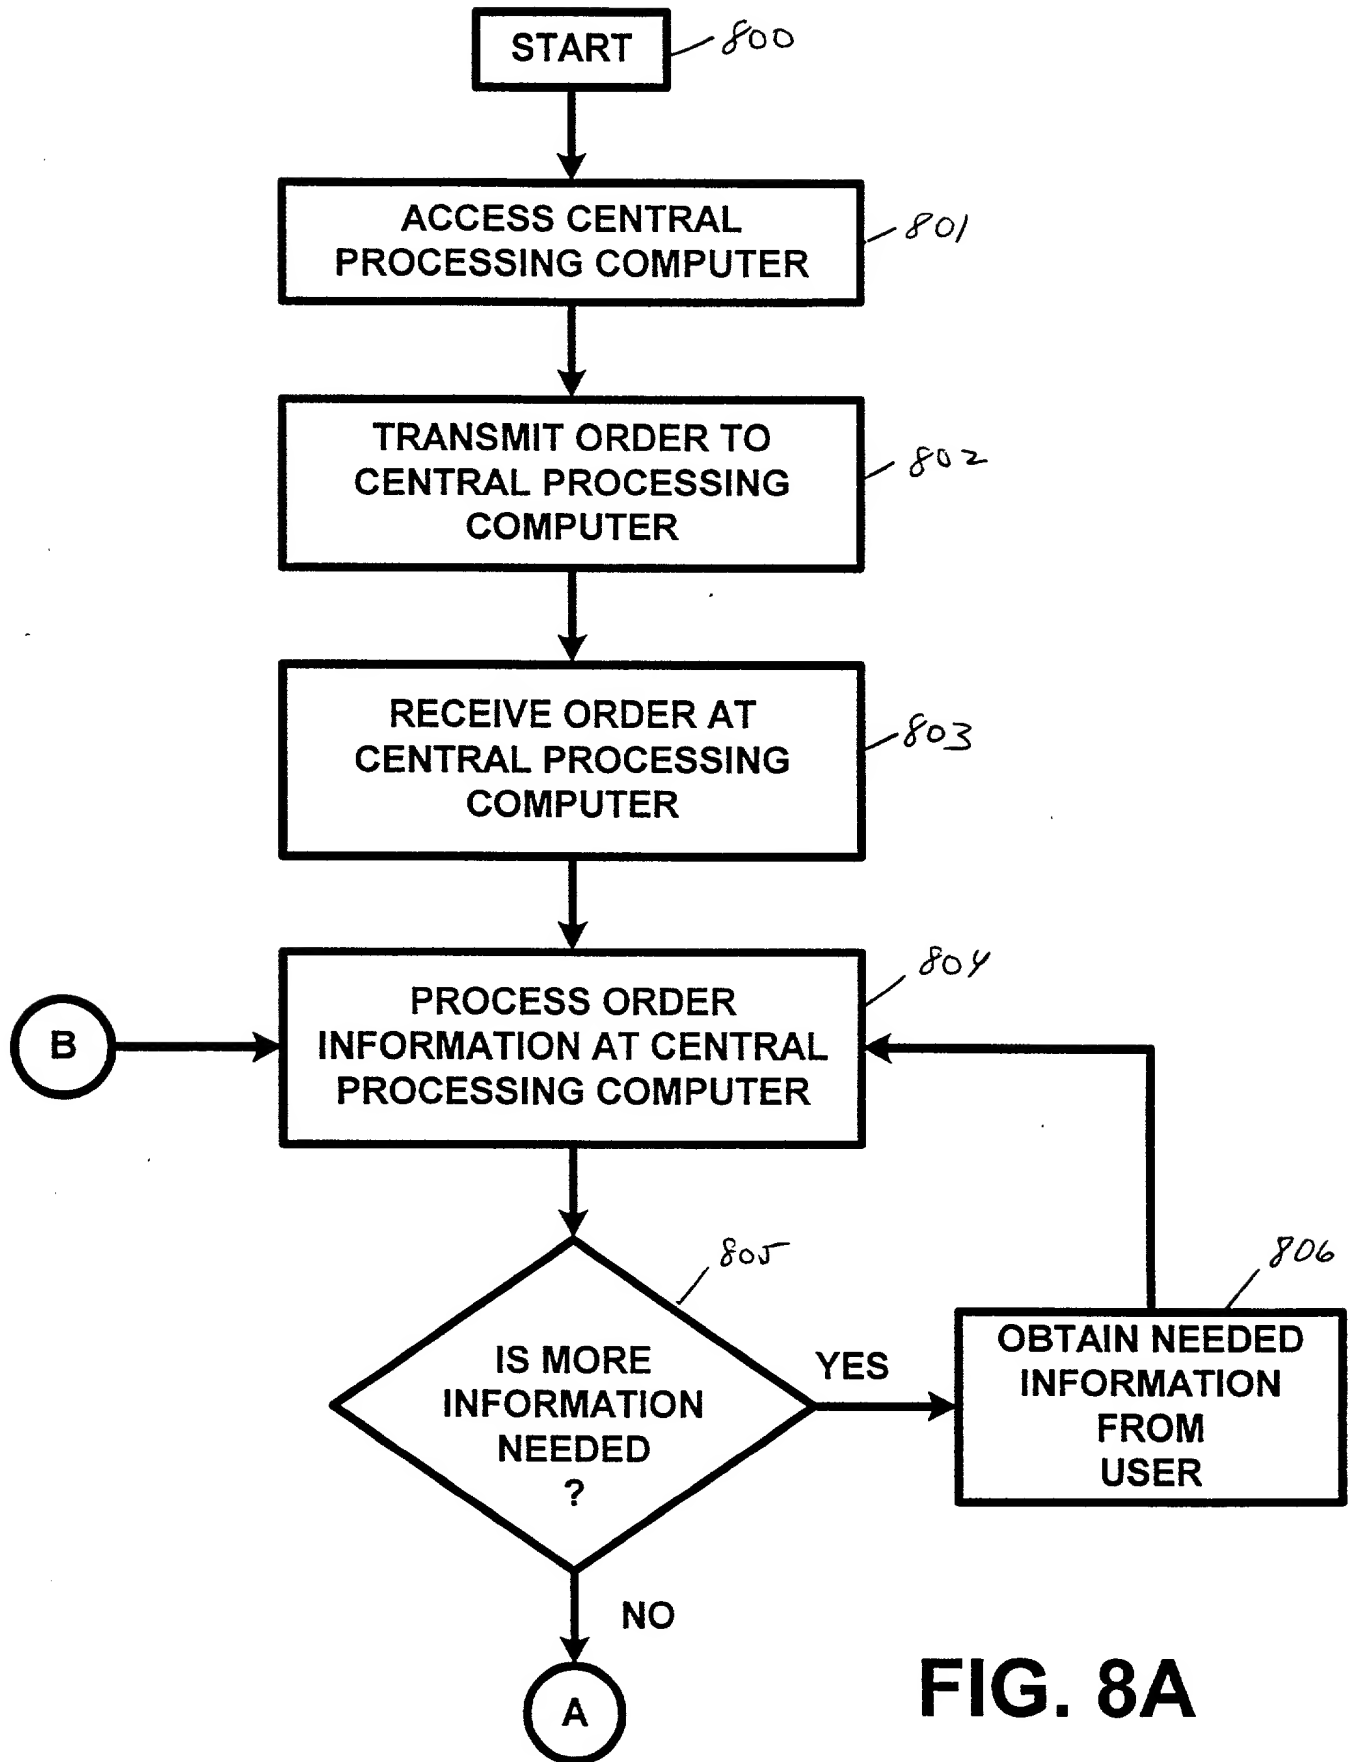 START
800
ACCESS CENTRAL
PROCESSING COMPUTER
801
TRANSMIT ORDER TO
CENTRAL PROCESSING
COMPUTER
802
RECEIVE ORDER AT
CENTRAL PROCESSING
COMPUTER
803
PROCESS ORDER
INFORMATION AT CENTRAL
PROCESSING COMPUTER
804
B
IS MORE
INFORMATION
NEEDED
?
805
YES
OBTAIN NEEDED
INFORMATION
FROM
USER
806
NO
A
FIG. 8A